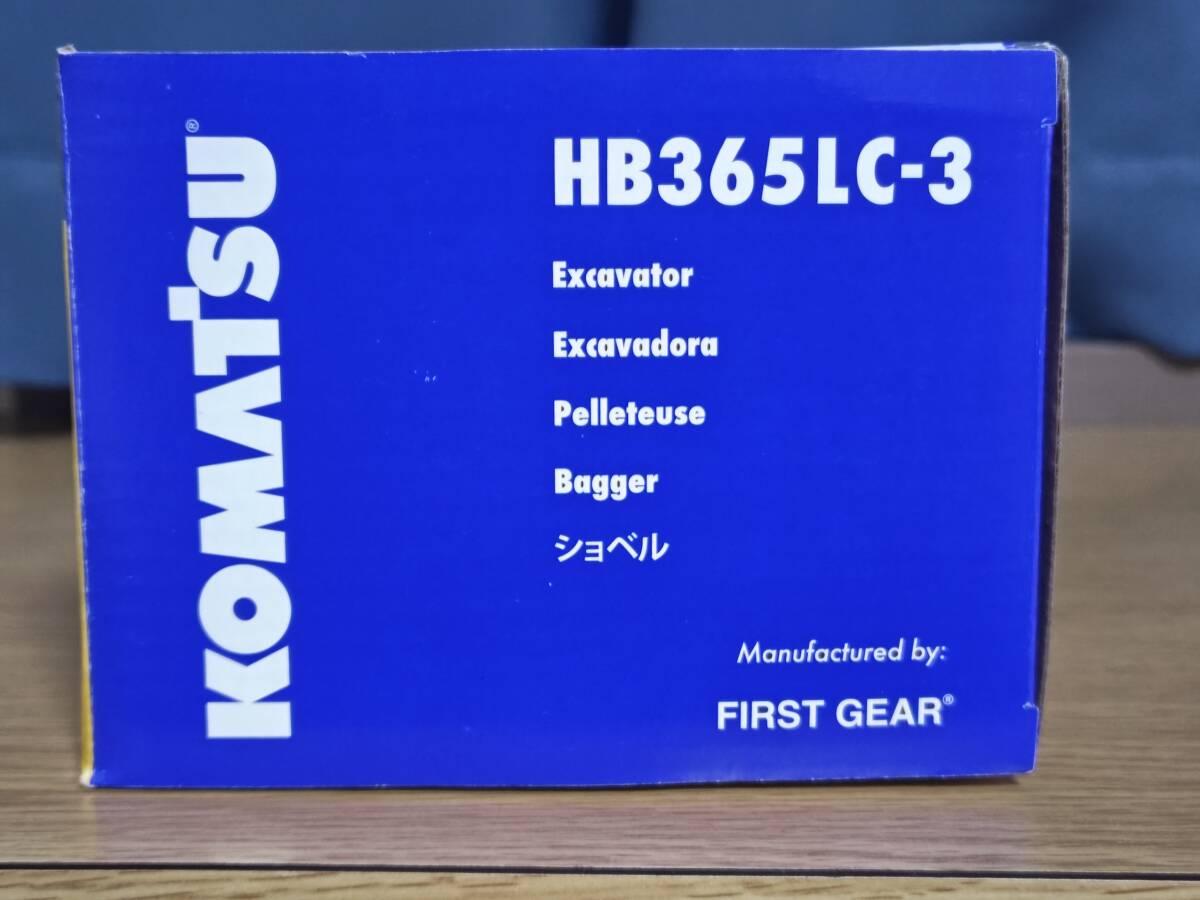 KOMATSU®
HB365LC-3
Excavator
Excavadora
Pelleteuse
Bagger
ショベル
Manufactured by:
FIRST GEAR®